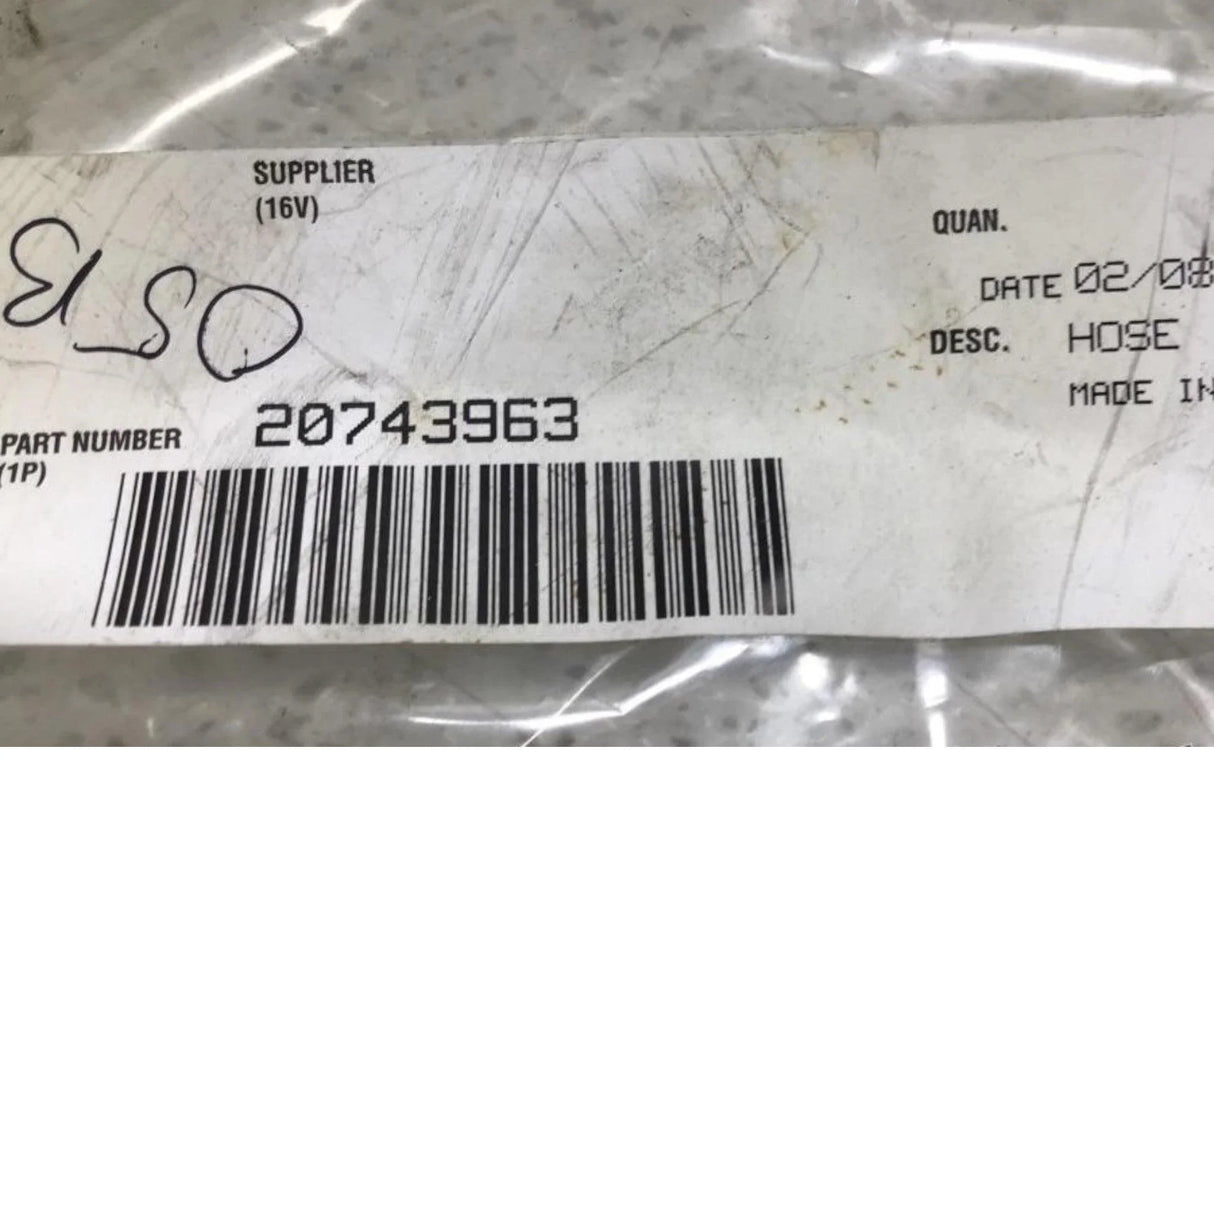 SUPPLIER
(16V)
QUAN.
DATE 02/08
DESC. HOSE
MADE IN
PART NUMBER 20743963
(1P)